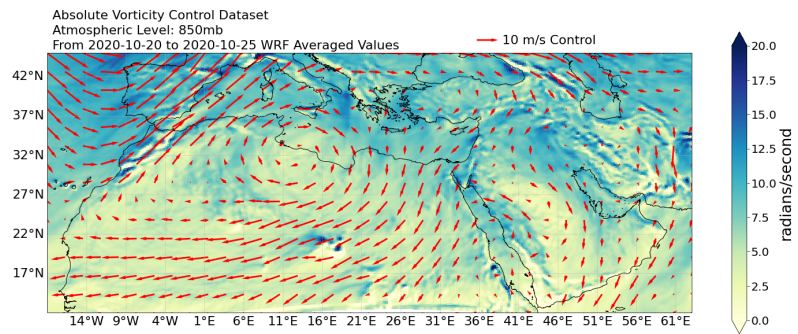 Absolute Vorticity Control Dataset
Atmospheric Level: 850mb
From 2020-10-20 to 2020-10-25 WRF Averaged Values
10 m/s Control
42°N
37°N
32°N
27°N
22°N
17°N
14°W 9°W 4°W 1°E 6°E 11°E 16°E 21°E 26°E 31°E 36°E 41°E 46°E 51°E 56°E 61°E
20.0
17.5
15.0
12.5
10.0
7.5
5.0
2.5
0.0
radians/second